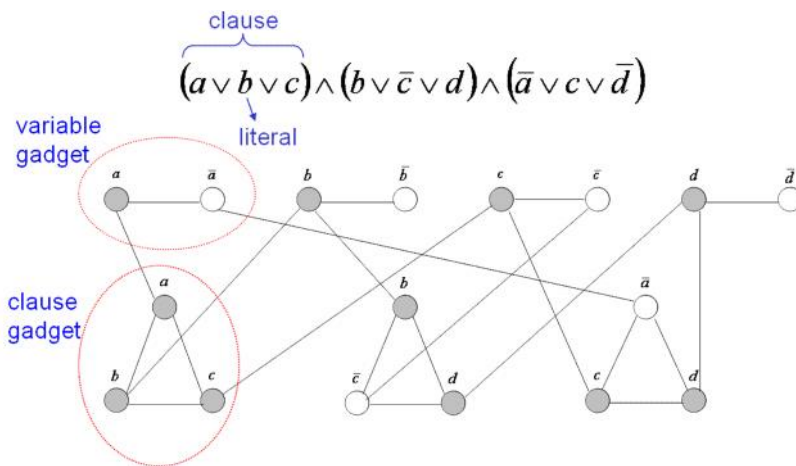 clause
(a ∨ b ∨ c) ∧ (b ∨ c̄ ∨ d) ∧ (ā ∨ c ∨ d̄)
literal
variable
gadget
a ā b b̄ c c̄ d d̄
clause
gadget
a b ā
b c c̄ d c d